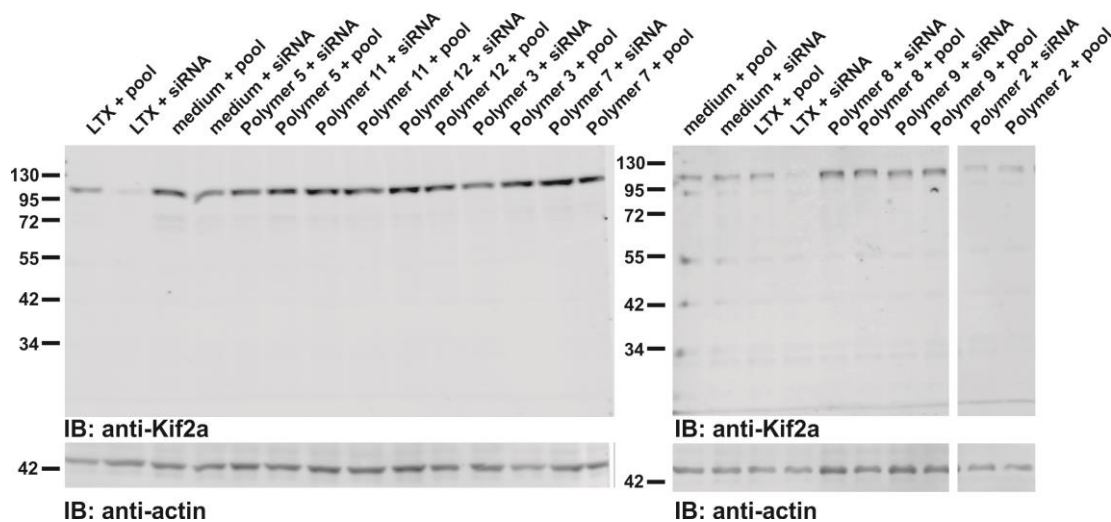 LTX + pool
LTX + siRNA
medium + pool
medium + siRNA
Polymer 5 + siRNA
Polymer 5 + pool
Polymer 11 + siRNA
Polymer 11 + pool
Polymer 12 + siRNA
Polymer 12 + pool
Polymer 3 + siRNA
Polymer 3 + pool
Polymer 7 + siRNA
Polymer 7 + pool
130
95
72
55
42
34
IB: anti-Kif2a
42
IB: anti-actin
medium + pool
medium + siRNA
LTX + pool
LTX + siRNA
Polymer 8 + siRNA
Polymer 8 + pool
Polymer 9 + siRNA
Polymer 9 + pool
Polymer 2 + siRNA
Polymer 2 + pool
130
95
72
55
42
34
IB: anti-Kif2a
42
IB: anti-actin